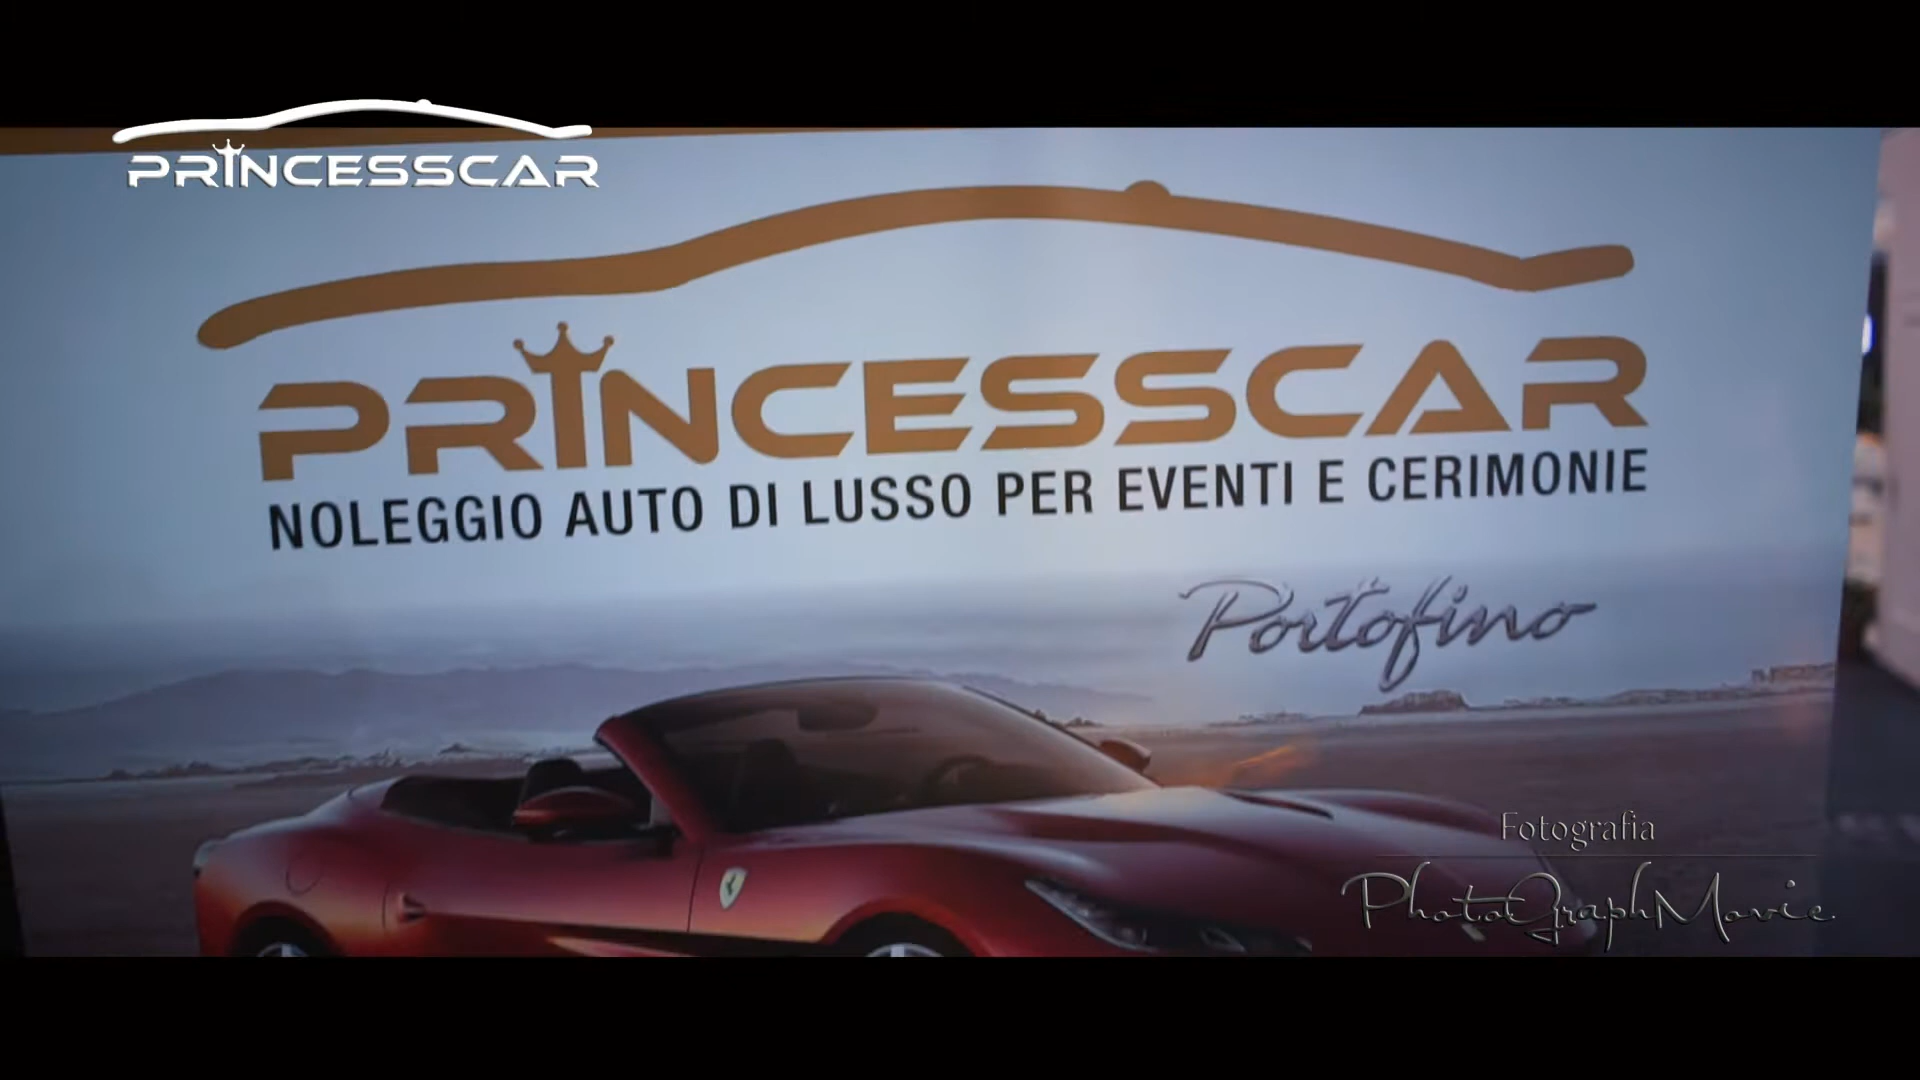 PRINCESSCAR
PRINCESSCAR
NOLEGGIO AUTO DI LUSSO PER EVENTI E CERIMONIE
Portofino
Fotografia
PhotoGraphMovie